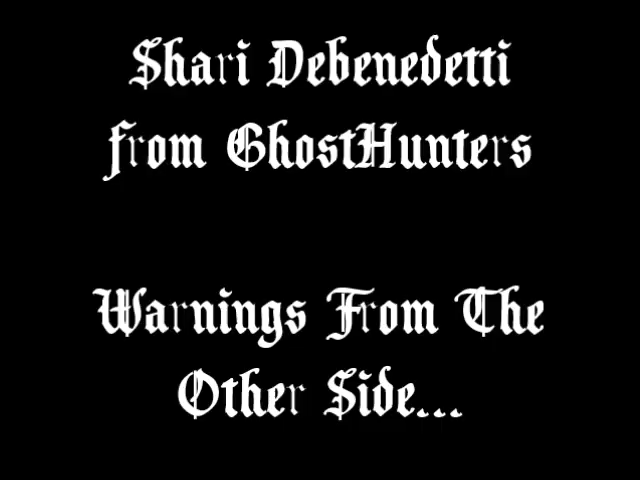 Shari Debenedetti
from GhostHunters
Warnings From The
Other Side...